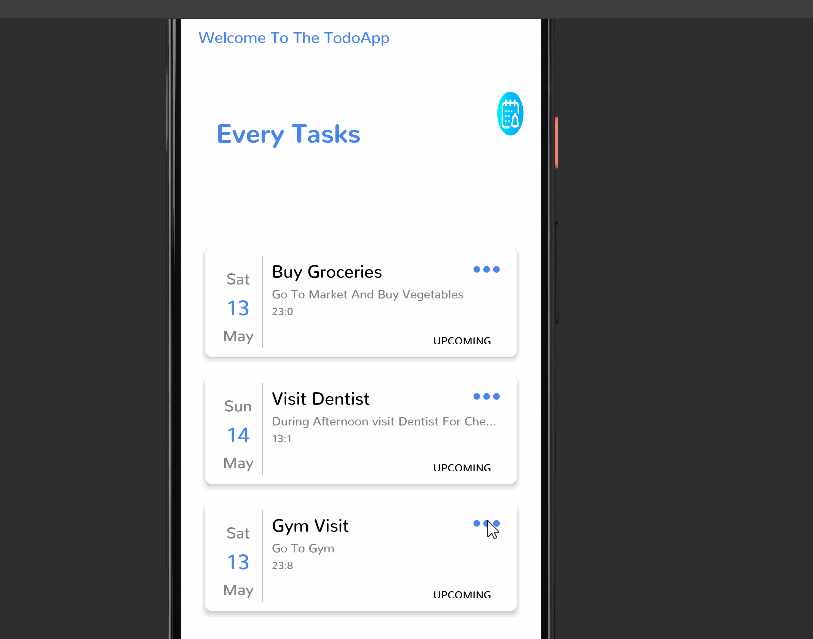 Welcome To The TodoApp
Every Tasks
Sat
13
May
Buy Groceries
Go To Market And Buy Vegetables
23:0
UPCOMING
Sun
14
May
Visit Dentist
During Afternoon visit Dentist For Che...
13:1
UPCOMING
Sat
13
May
Gym Visit
Go To Gym
23:8
UPCOMING